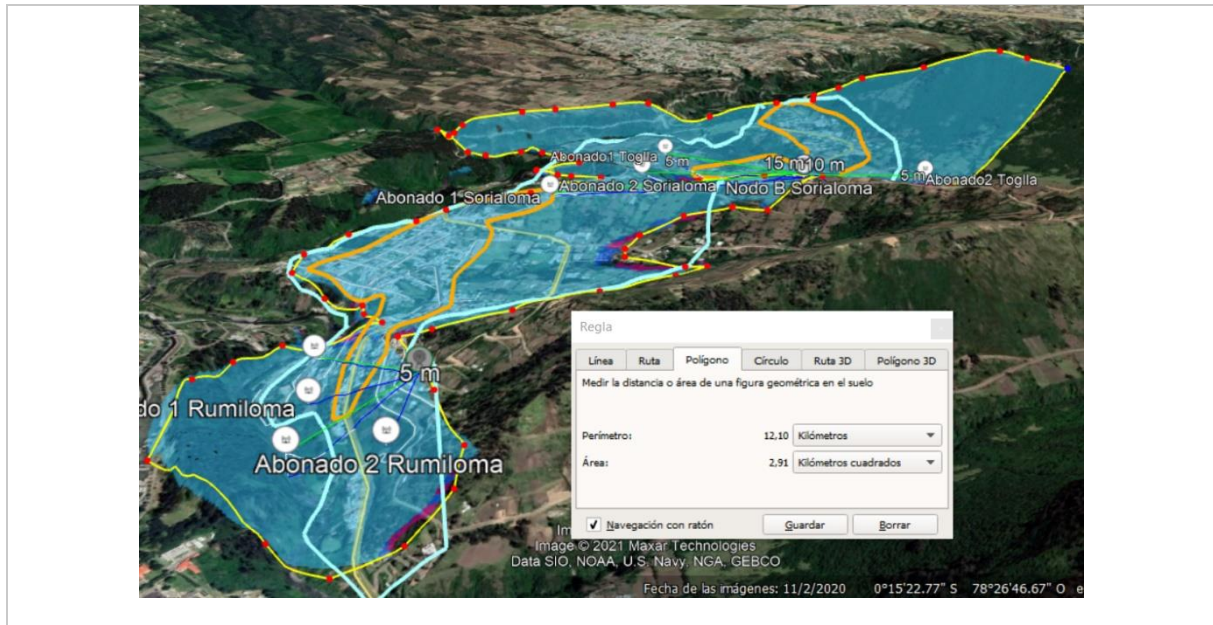 Abonado1 Toglla 5 m
15 m 10 m
5 m Abonado2 Toglla
Abonado 2 Sorialoma Nodo B Sorialoma
Abonado 1 Sorialoma
5 m
do 1 Rumiloma
Abonado 2 Rumiloma
Regla
Línea Ruta Polígono Círculo Ruta 3D Polígono 3D
Medir la distancia o área de una figura geométrica en el suelo
Perímetro: 12,10 Kilómetros
Área: 2,91 Kilómetros cuadrados
Navegación con ratón Guardar Borrar
Im
Image © 2021 Maxar Technologies
Data SIO, NOAA, U.S. Navy, NGA, GEBCO
Fecha de las imágenes: 11/2/2020 0°15'22.77" S 78°26'46.67" O e